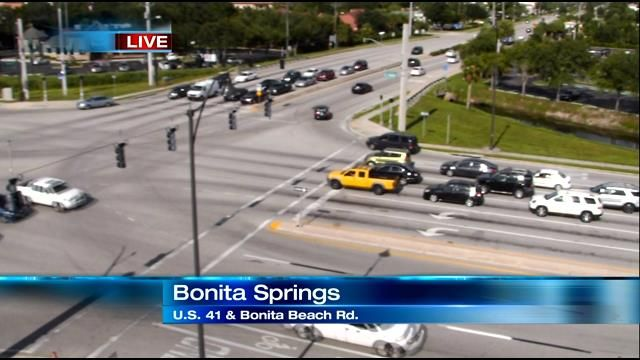 LIVE
Bonita Springs
U.S. 41 & Bonita Beach Rd.